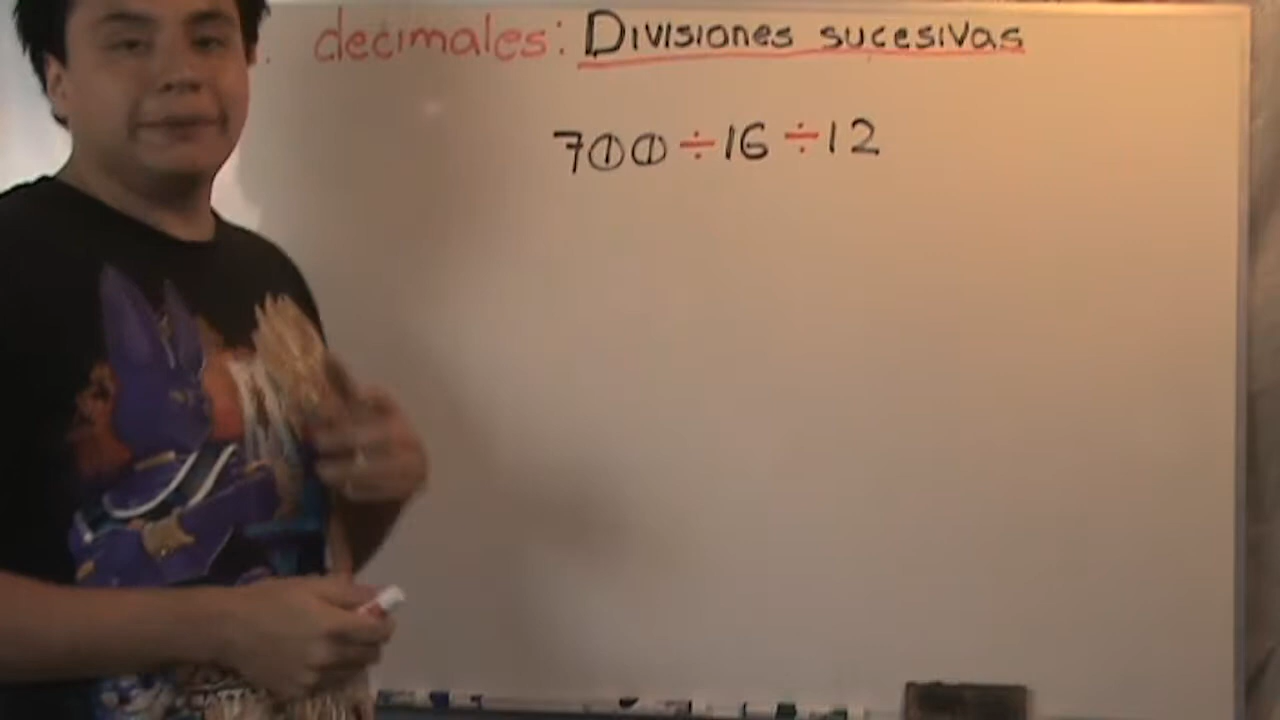 decimales: Divisiones sucesivas
700 ÷ 16 ÷ 12